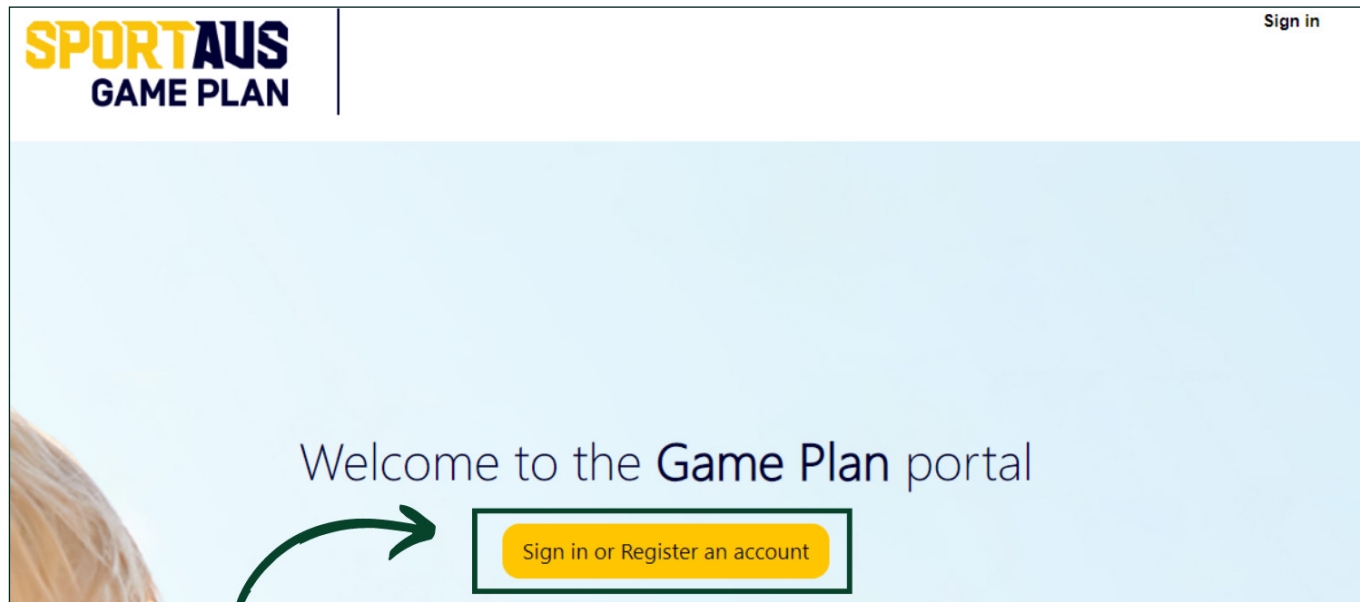 SPORTAUS
GAME PLAN
Sign in
Welcome to the Game Plan portal
Sign in or Register an account